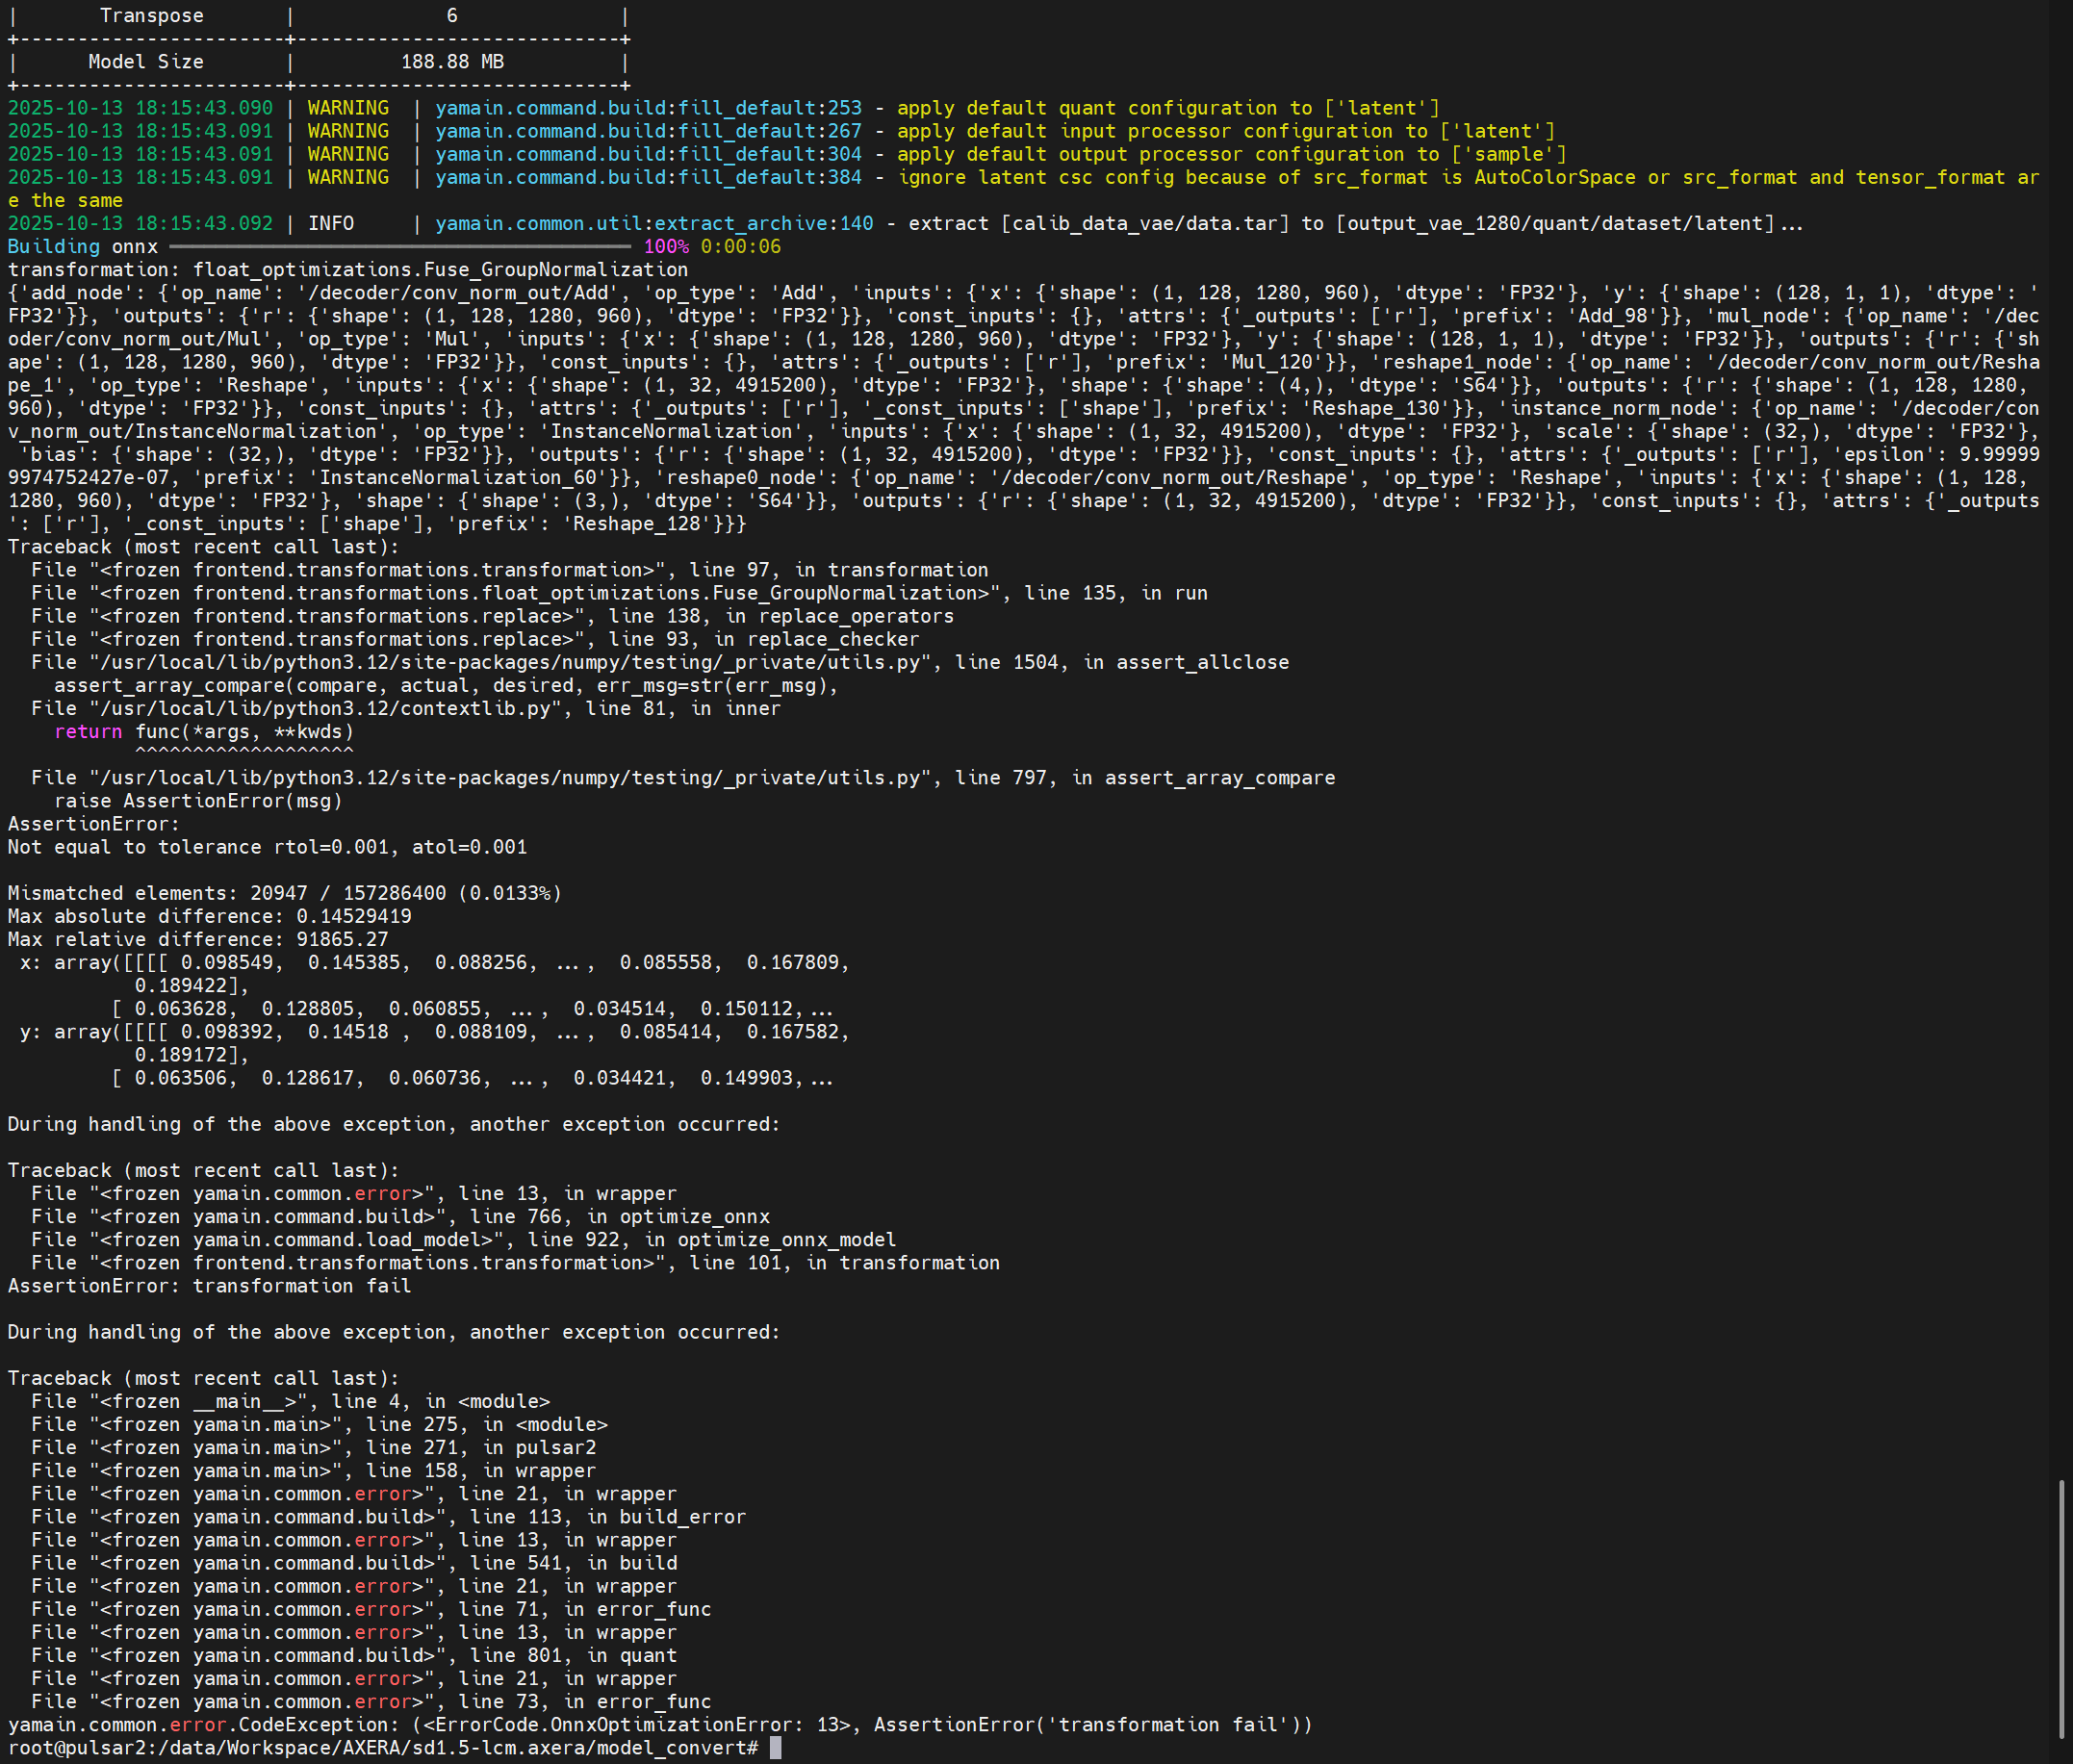 |       Transpose       |             6              |
+-----------------------+----------------------------+
|      Model Size       |         188.88 MB          |
+-----------------------+----------------------------+
2025-10-13 18:15:43.090 | WARNING  | yamain.command.build:fill_default:253 - apply default quant configuration to ['latent']
2025-10-13 18:15:43.091 | WARNING  | yamain.command.build:fill_default:267 - apply default input processor configuration to ['latent']
2025-10-13 18:15:43.091 | WARNING  | yamain.command.build:fill_default:304 - apply default output processor configuration to ['sample']
2025-10-13 18:15:43.091 | WARNING  | yamain.command.build:fill_default:384 - ignore latent csc config because of src_format is AutoColorSpace or src_format and tensor_format ar
e the same
2025-10-13 18:15:43.092 | INFO     | yamain.common.util:extract_archive:140 - extract [calib_data_vae/data.tar] to [output_vae_1280/quant/dataset/latent]...
Building onnx ━━━━━━━━━━━━━━━━━━━━━━━━━━━━━━━━━━━━━━━━ 100% 0:00:06
transformation: float_optimizations.Fuse_GroupNormalization
{'add_node': {'op_name': '/decoder/conv_norm_out/Add', 'op_type': 'Add', 'inputs': {'x': {'shape': (1, 128, 1280, 960), 'dtype': 'FP32'}, 'y': {'shape': (128, 1, 1), 'dtype': '
FP32'}}, 'outputs': {'r': {'shape': (1, 128, 1280, 960), 'dtype': 'FP32'}}, 'const_inputs': {}, 'attrs': {'_outputs': ['r'], 'prefix': 'Add_98'}}, 'mul_node': {'op_name': '/dec
oder/conv_norm_out/Mul', 'op_type': 'Mul', 'inputs': {'x': {'shape': (1, 128, 1280, 960), 'dtype': 'FP32'}, 'y': {'shape': (128, 1, 1), 'dtype': 'FP32'}}, 'outputs': {'r': {'sh
ape': (1, 128, 1280, 960), 'dtype': 'FP32'}}, 'const_inputs': {}, 'attrs': {'_outputs': ['r'], 'prefix': 'Mul_120'}}, 'reshape1_node': {'op_name': '/decoder/conv_norm_out/Resha
pe_1', 'op_type': 'Reshape', 'inputs': {'x': {'shape': (1, 32, 4915200), 'dtype': 'FP32'}, 'shape': {'shape': (4,), 'dtype': 'S64'}}, 'outputs': {'r': {'shape': (1, 128, 1280,
960), 'dtype': 'FP32'}}, 'const_inputs': {}, 'attrs': {'_outputs': ['r'], '_const_inputs': ['shape'], 'prefix': 'Reshape_130'}}, 'instance_norm_node': {'op_name': '/decoder/con
v_norm_out/InstanceNormalization', 'op_type': 'InstanceNormalization', 'inputs': {'x': {'shape': (1, 32, 4915200), 'dtype': 'FP32'}, 'scale': {'shape': (32,), 'dtype': 'FP32'},
 'bias': {'shape': (32,), 'dtype': 'FP32'}}, 'outputs': {'r': {'shape': (1, 32, 4915200), 'dtype': 'FP32'}}, 'const_inputs': {}, 'attrs': {'_outputs': ['r'], 'epsilon': 9.99999
9974752427e-07, 'prefix': 'InstanceNormalization_60'}}, 'reshape0_node': {'op_name': '/decoder/conv_norm_out/Reshape', 'op_type': 'Reshape', 'inputs': {'x': {'shape': (1, 128,
1280, 960), 'dtype': 'FP32'}, 'shape': {'shape': (3,), 'dtype': 'S64'}}, 'outputs': {'r': {'shape': (1, 32, 4915200), 'dtype': 'FP32'}}, 'const_inputs': {}, 'attrs': {'_outputs
': ['r'], '_const_inputs': ['shape'], 'prefix': 'Reshape_128'}}}
Traceback (most recent call last):
  File "<frozen frontend.transformations.transformation>", line 97, in transformation
  File "<frozen frontend.transformations.float_optimizations.Fuse_GroupNormalization>", line 135, in run
  File "<frozen frontend.transformations.replace>", line 138, in replace_operators
  File "<frozen frontend.transformations.replace>", line 93, in replace_checker
  File "/usr/local/lib/python3.12/site-packages/numpy/testing/_private/utils.py", line 1504, in assert_allclose
    assert_array_compare(compare, actual, desired, err_msg=str(err_msg),
  File "/usr/local/lib/python3.12/contextlib.py", line 81, in inner
    return func(*args, **kwds)
           ^^^^^^^^^^^^^^^^^^^
  File "/usr/local/lib/python3.12/site-packages/numpy/testing/_private/utils.py", line 797, in assert_array_compare
    raise AssertionError(msg)
AssertionError:
Not equal to tolerance rtol=0.001, atol=0.001

Mismatched elements: 20947 / 157286400 (0.0133%)
Max absolute difference: 0.14529419
Max relative difference: 91865.27
 x: array([[[[ 0.098549,  0.145385,  0.088256, ...,  0.085558,  0.167809,
           0.189422],
         [ 0.063628,  0.128805,  0.060855, ...,  0.034514,  0.150112,...
 y: array([[[[ 0.098392,  0.14518 ,  0.088109, ...,  0.085414,  0.167582,
           0.189172],
         [ 0.063506,  0.128617,  0.060736, ...,  0.034421,  0.149903,...

During handling of the above exception, another exception occurred:

Traceback (most recent call last):
  File "<frozen yamain.common.error>", line 13, in wrapper
  File "<frozen yamain.command.build>", line 766, in optimize_onnx
  File "<frozen yamain.command.load_model>", line 922, in optimize_onnx_model
  File "<frozen frontend.transformations.transformation>", line 101, in transformation
AssertionError: transformation fail

During handling of the above exception, another exception occurred:

Traceback (most recent call last):
  File "<frozen __main__>", line 4, in <module>
  File "<frozen yamain.main>", line 275, in <module>
  File "<frozen yamain.main>", line 271, in pulsar2
  File "<frozen yamain.main>", line 158, in wrapper
  File "<frozen yamain.common.error>", line 21, in wrapper
  File "<frozen yamain.command.build>", line 113, in build_error
  File "<frozen yamain.common.error>", line 13, in wrapper
  File "<frozen yamain.command.build>", line 541, in build
  File "<frozen yamain.common.error>", line 21, in wrapper
  File "<frozen yamain.common.error>", line 71, in error_func
  File "<frozen yamain.common.error>", line 13, in wrapper
  File "<frozen yamain.command.build>", line 801, in quant
  File "<frozen yamain.common.error>", line 21, in wrapper
  File "<frozen yamain.common.error>", line 73, in error_func
yamain.common.error.CodeException: (<ErrorCode.OnnxOptimizationError: 13>, AssertionError('transformation fail'))
root@pulsar2:/data/Workspace/AXERA/sd1.5-lcm.axera/model_convert#